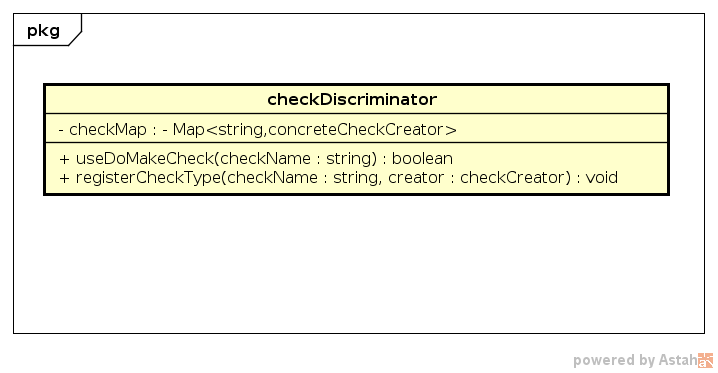 pkg
checkDiscriminator
- checkMap : - Map<string,concreteCheckCreator>
+ useDoMakeCheck(checkName : string) : boolean
+ registerCheckType(checkName : string, creator : checkCreator) : void
powered by Astah